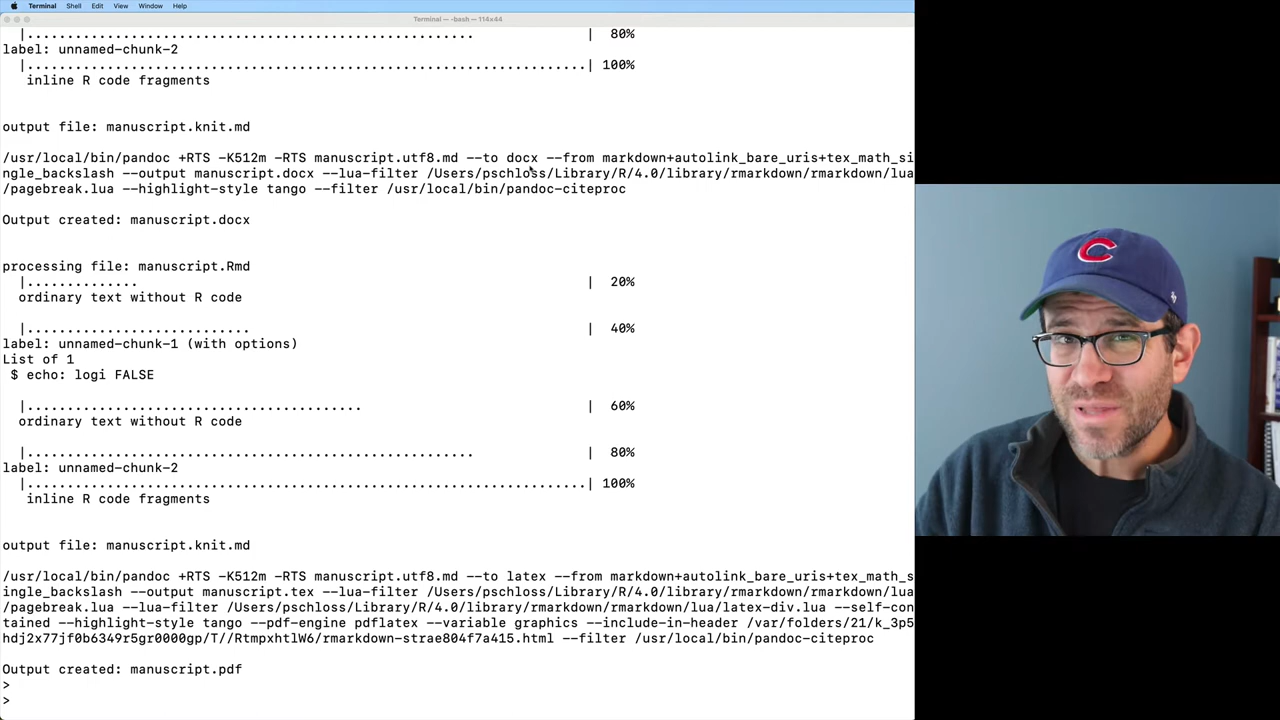 Terminal Shell Edit View Window Help
Terminal — -bash — 114×44
|........................................................ | 80%
label: unnamed-chunk-2
|......................................................................| 100%
inline R code fragments
output file: manuscript.knit.md
/usr/local/bin/pandoc +RTS -K512m -RTS manuscript.utf8.md --to docx --from markdown+autolink_bare_uris+tex_math_si
ngle_backslash --output manuscript.docx --lua-filter /Users/pschloss/Library/R/4.0/library/rmarkdown/rmarkdown/lua
/pagebreak.lua --highlight-style tango --filter /usr/local/bin/pandoc-citeproc
Output created: manuscript.docx
processing file: manuscript.Rmd
|.............. | 20%
ordinary text without R code
|............................ | 40%
label: unnamed-chunk-1 (with options)
List of 1
$ echo: logi FALSE
|.......................................... | 60%
ordinary text without R code
|........................................................ | 80%
label: unnamed-chunk-2
|......................................................................| 100%
inline R code fragments
output file: manuscript.knit.md
/usr/local/bin/pandoc +RTS -K512m -RTS manuscript.utf8.md --to latex --from markdown+autolink_bare_uris+tex_math_s
ingle_backslash --output manuscript.tex --lua-filter /Users/pschloss/Library/R/4.0/library/rmarkdown/rmarkdown/lua
/pagebreak.lua --lua-filter /Users/pschloss/Library/R/4.0/library/rmarkdown/rmarkdown/lua/latex-div.lua --self-con
tained --highlight-style tango --pdf-engine pdflatex --variable graphics --include-in-header /var/folders/21/k_3p5
hdj2x77jf0b6349r5gr0000gp/T//RtmpxhtlW6/rmarkdown-strae804f7a415.html --filter /usr/local/bin/pandoc-citeproc
Output created: manuscript.pdf
>
>
C